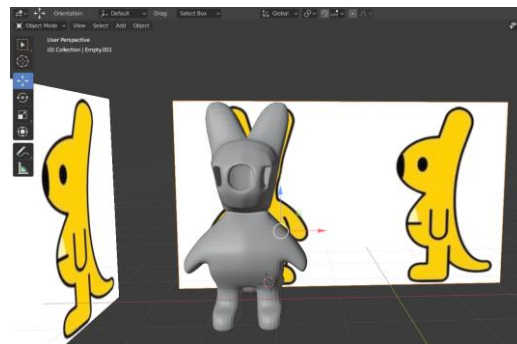 Orientation: Default Drag: Select Box Global
Object Mode View Select Add Object
User Perspective
(0) Collection | Empty.001